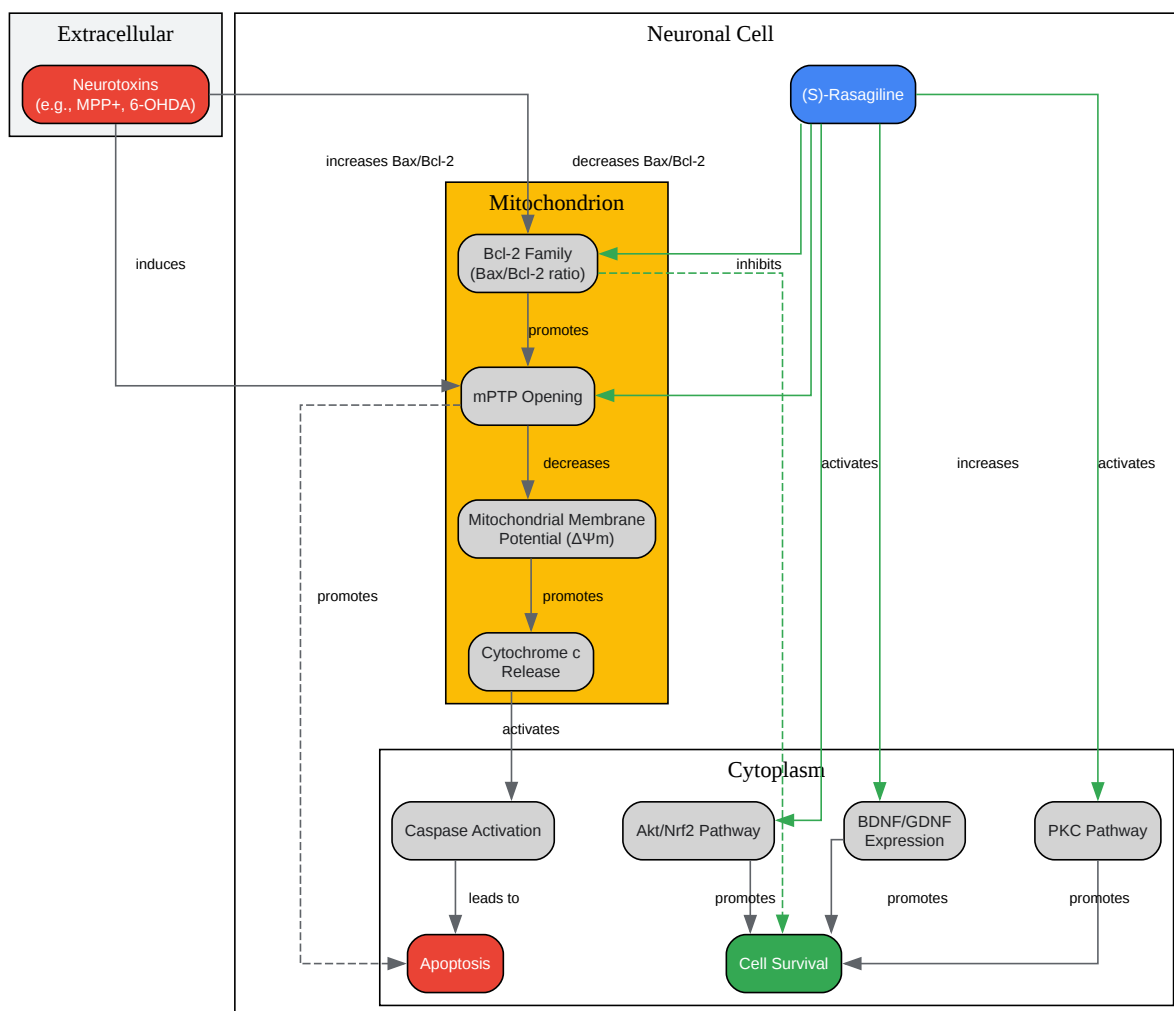 Extracellular
Neuronal Cell
Neurotoxins
(e.g., MPP+, 6-OHDA)
(S)-Rasagiline
increases Bax/Bcl-2
decreases Bax/Bcl-2
Mitochondrion
Bcl-2 Family
(Bax/Bcl-2 ratio)
induces
inhibits
promotes
mPTP Opening
decreases
activates
increases
activates
Mitochondrial Membrane
Potential (ΔΨm)
promotes
promotes
Cytochrome c
Release
activates
Cytoplasm
Caspase Activation
Akt/Nrf2 Pathway
BDNF/GDNF
Expression
PKC Pathway
leads to
promotes
promotes
promotes
Apoptosis
Cell Survival